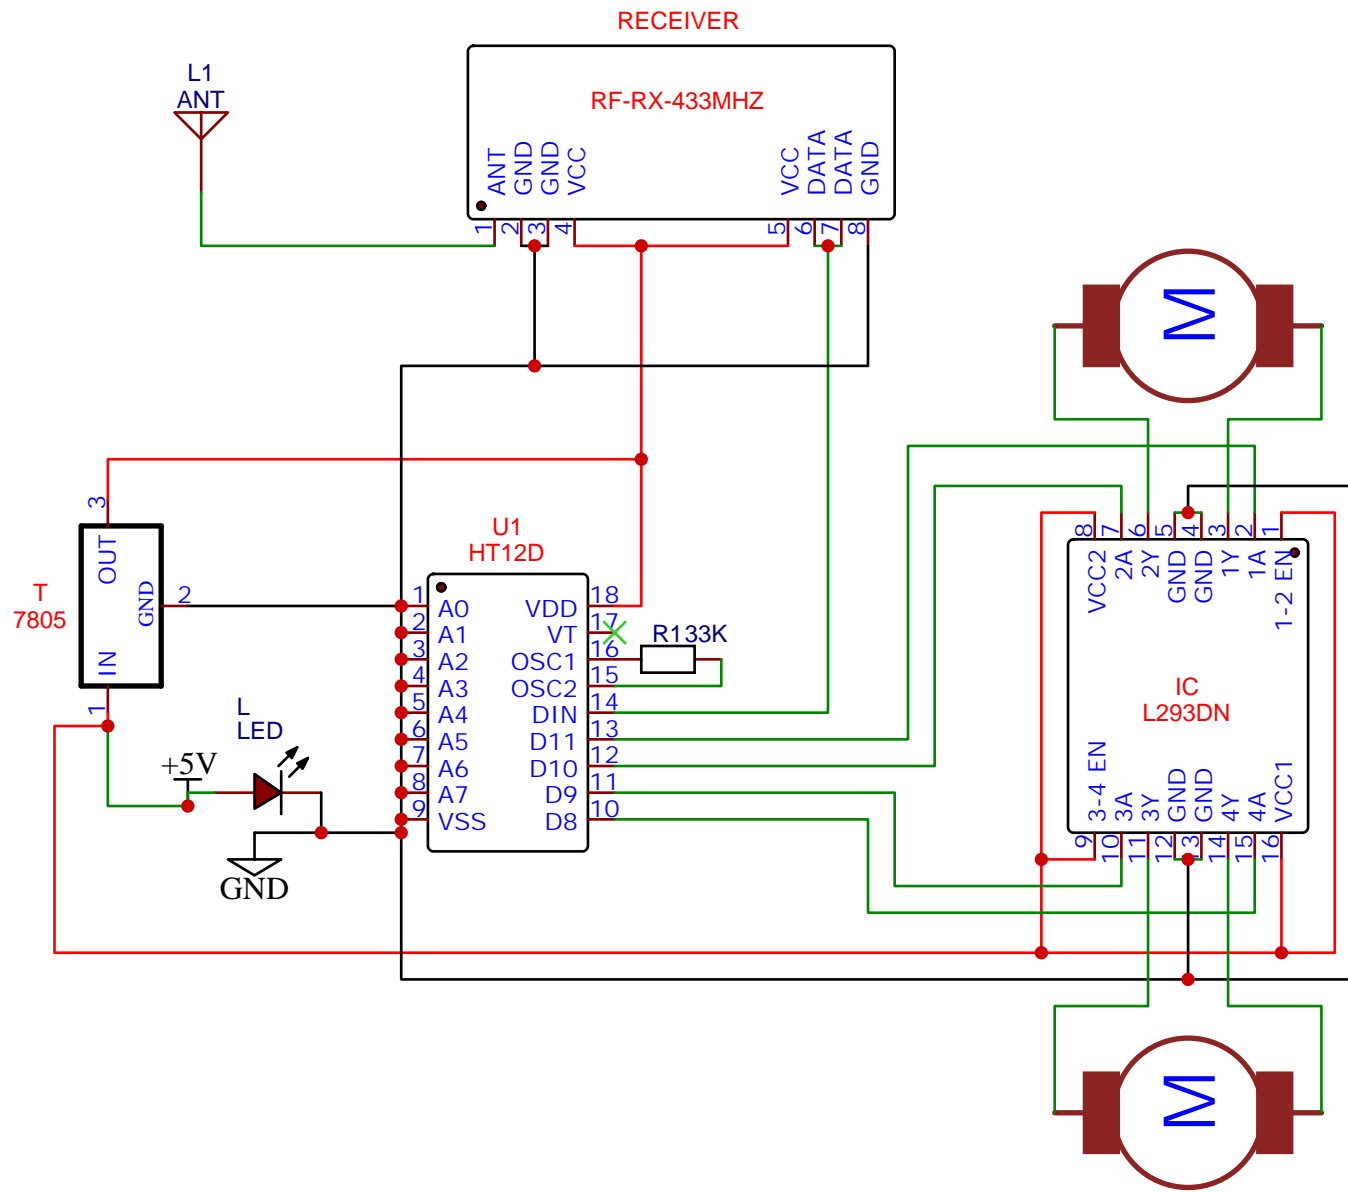 RECEIVER
RF-RX-433MHZ
L1
ANT
ANT
GND
GND
VCC
VCC
DATA
DATA
GND
1
2
3
4
5
6
7
8
M
3
OUT
GND
2
IN
1
T
7805
U1
HT12D
1
2
3
4
5
6
7
8
9
A0
A1
A2
A3
A4
A5
A6
A7
VSS
VDD
VT
OSC1
OSC2
DIN
D11
D10
D9
D8
18
17
16
15
14
13
12
11
10
R133K
L
LED
+5V
GND
8
7
6
5
4
3
2
1
VCC2
2A
2Y
GND
GND
1Y
1A
1-2 EN
IC
L293DN
3-4 EN
3A
3Y
GND
GND
4Y
4A
VCC1
9
10
11
12
13
14
15
16
M